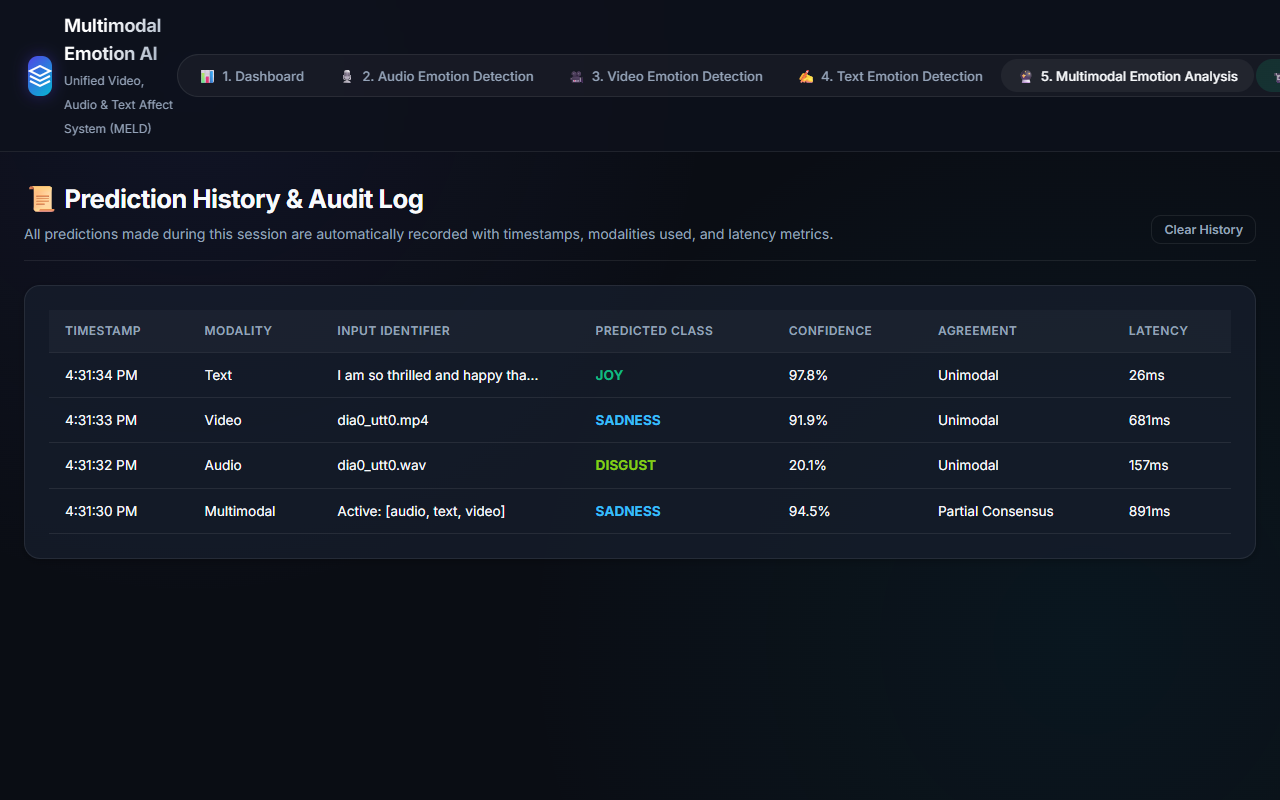 Multimodal
Emotion AI
Unified Video,
Audio & Text Affect
System (MELD)
1. Dashboard
2. Audio Emotion Detection
3. Video Emotion Detection
4. Text Emotion Detection
5. Multimodal Emotion Analysis
Prediction History & Audit Log
All predictions made during this session are automatically recorded with timestamps, modalities used, and latency metrics.
Clear History
TIMESTAMP MODALITY INPUT IDENTIFIER PREDICTED CLASS CONFIDENCE AGREEMENT LATENCY
4:31:34 PM Text I am so thrilled and happy tha... JOY 97.8% Unimodal 26ms
4:31:33 PM Video dia0_utt0.mp4 SADNESS 91.9% Unimodal 681ms
4:31:32 PM Audio dia0_utt0.wav DISGUST 20.1% Unimodal 157ms
4:31:30 PM Multimodal Active: [audio, text, video] SADNESS 94.5% Partial Consensus 891ms